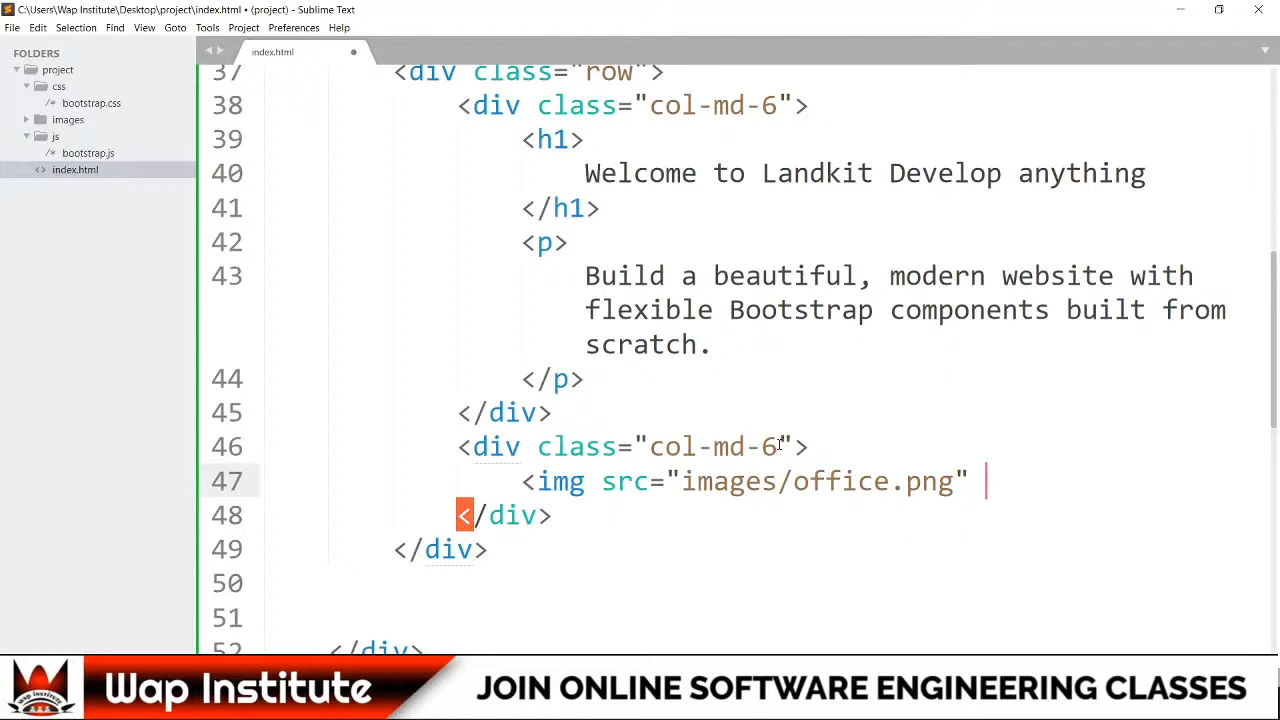 C:\Users\Wap Institute\Desktop\project\index.html • (project) - Sublime Text
File Edit Selection Find View Goto Tools Project Preferences Help
FOLDERS
project
css
bootstrap.css
images
js
bootstrap.js
<> index.html
index.html
37 <div class="row">
38 <div class="col-md-6">
39 <h1>
40 Welcome to Landkit Develop anything
41 </h1>
42 <p>
43 Build a beautiful, modern website with
flexible Bootstrap components built from
scratch.
44 </p>
45 </div>
46 <div class="col-md-6">
47 <img src="images/office.png"
48 </div>
49 </div>
50
51
52 </div>
Wap Institute
Wap Institute
JOIN ONLINE SOFTWARE ENGINEERING CLASSES